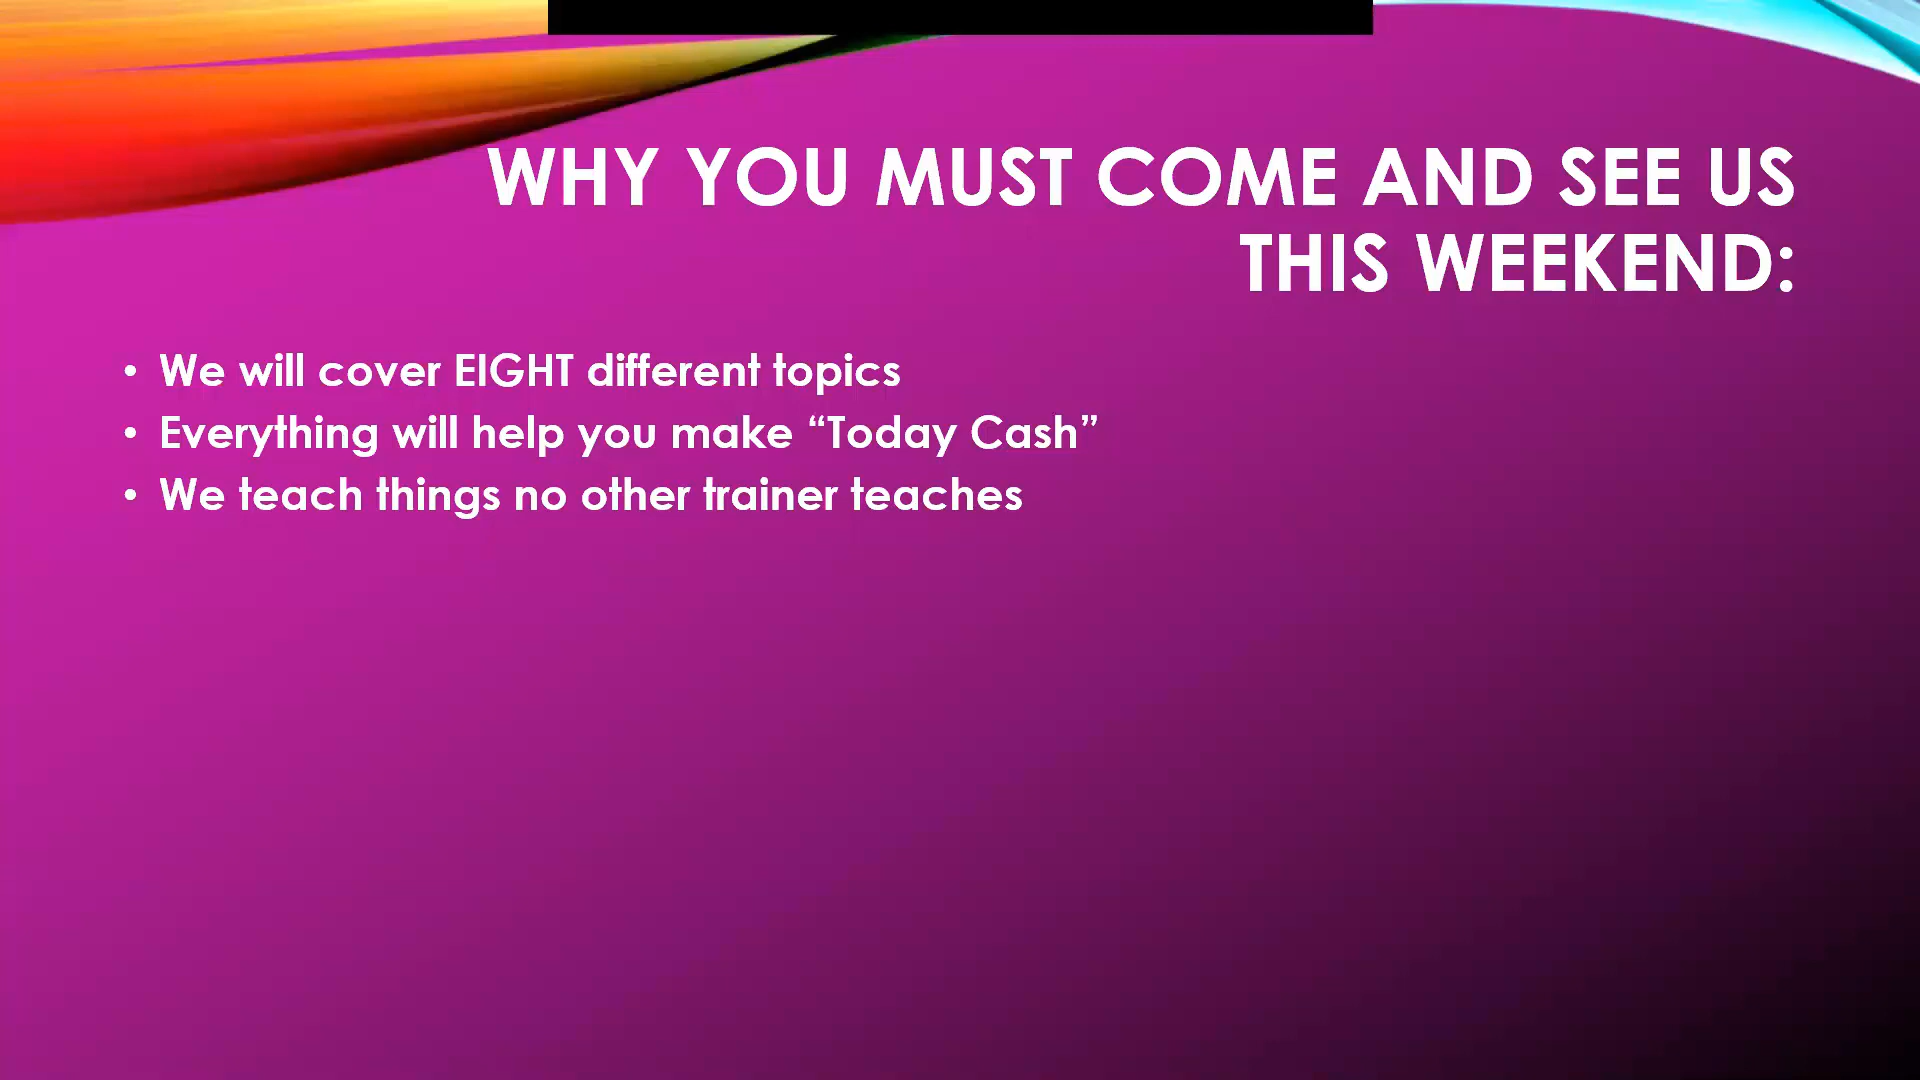 WHY YOU MUST COME AND SEE US
THIS WEEKEND:
• We will cover EIGHT different topics
• Everything will help you make “Today Cash”
• We teach things no other trainer teaches